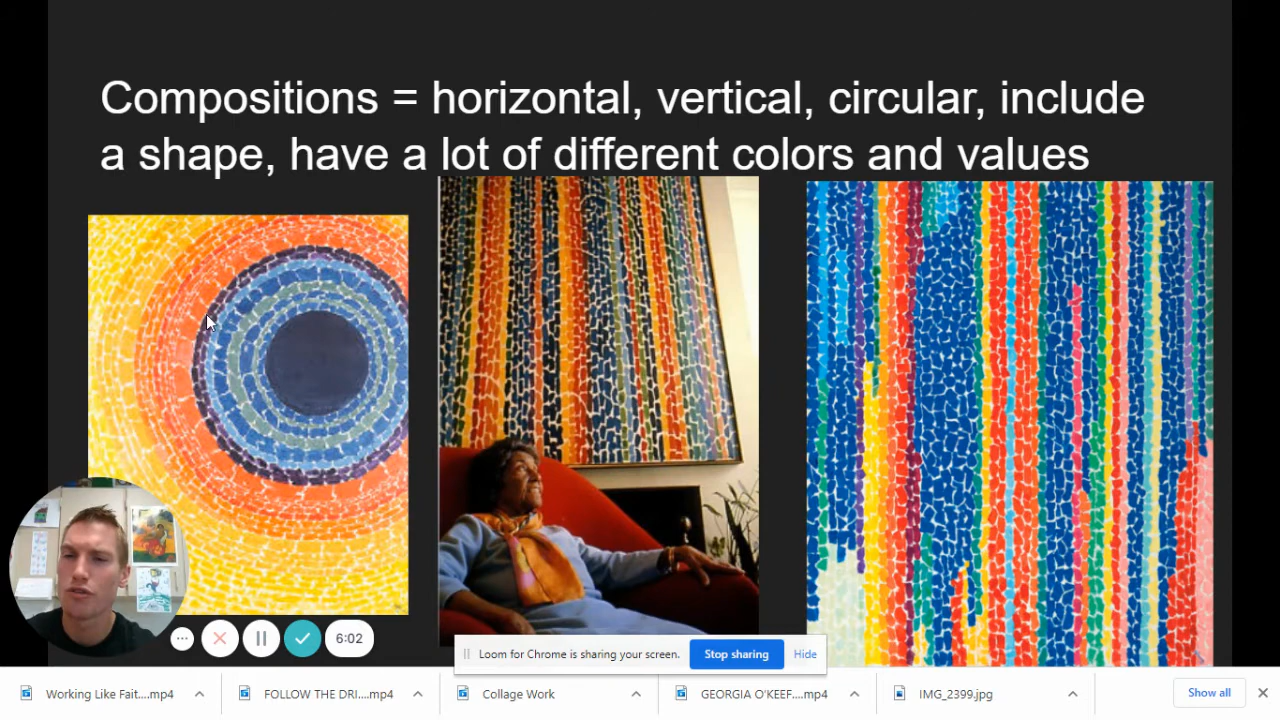 Compositions = horizontal, vertical, circular, include
a shape, have a lot of different colors and values
6:02
Loom for Chrome is sharing your screen.
Stop sharing
Hide
Working Like Fait....mp4
FOLLOW THE DRI....mp4
Collage Work
GEORGIA O'KEEF....mp4
IMG_2399.jpg
Show all